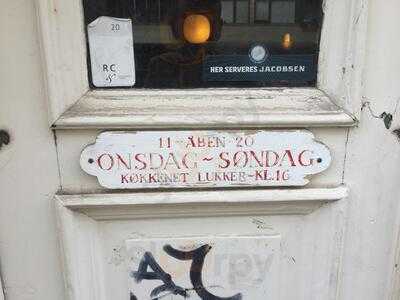 20
RC
HER SERVERES JACOBSEN
11 - ÅBEN - 20
ONSDAG ~ SØNDAG
KØKKENET LUKKER - KL.16